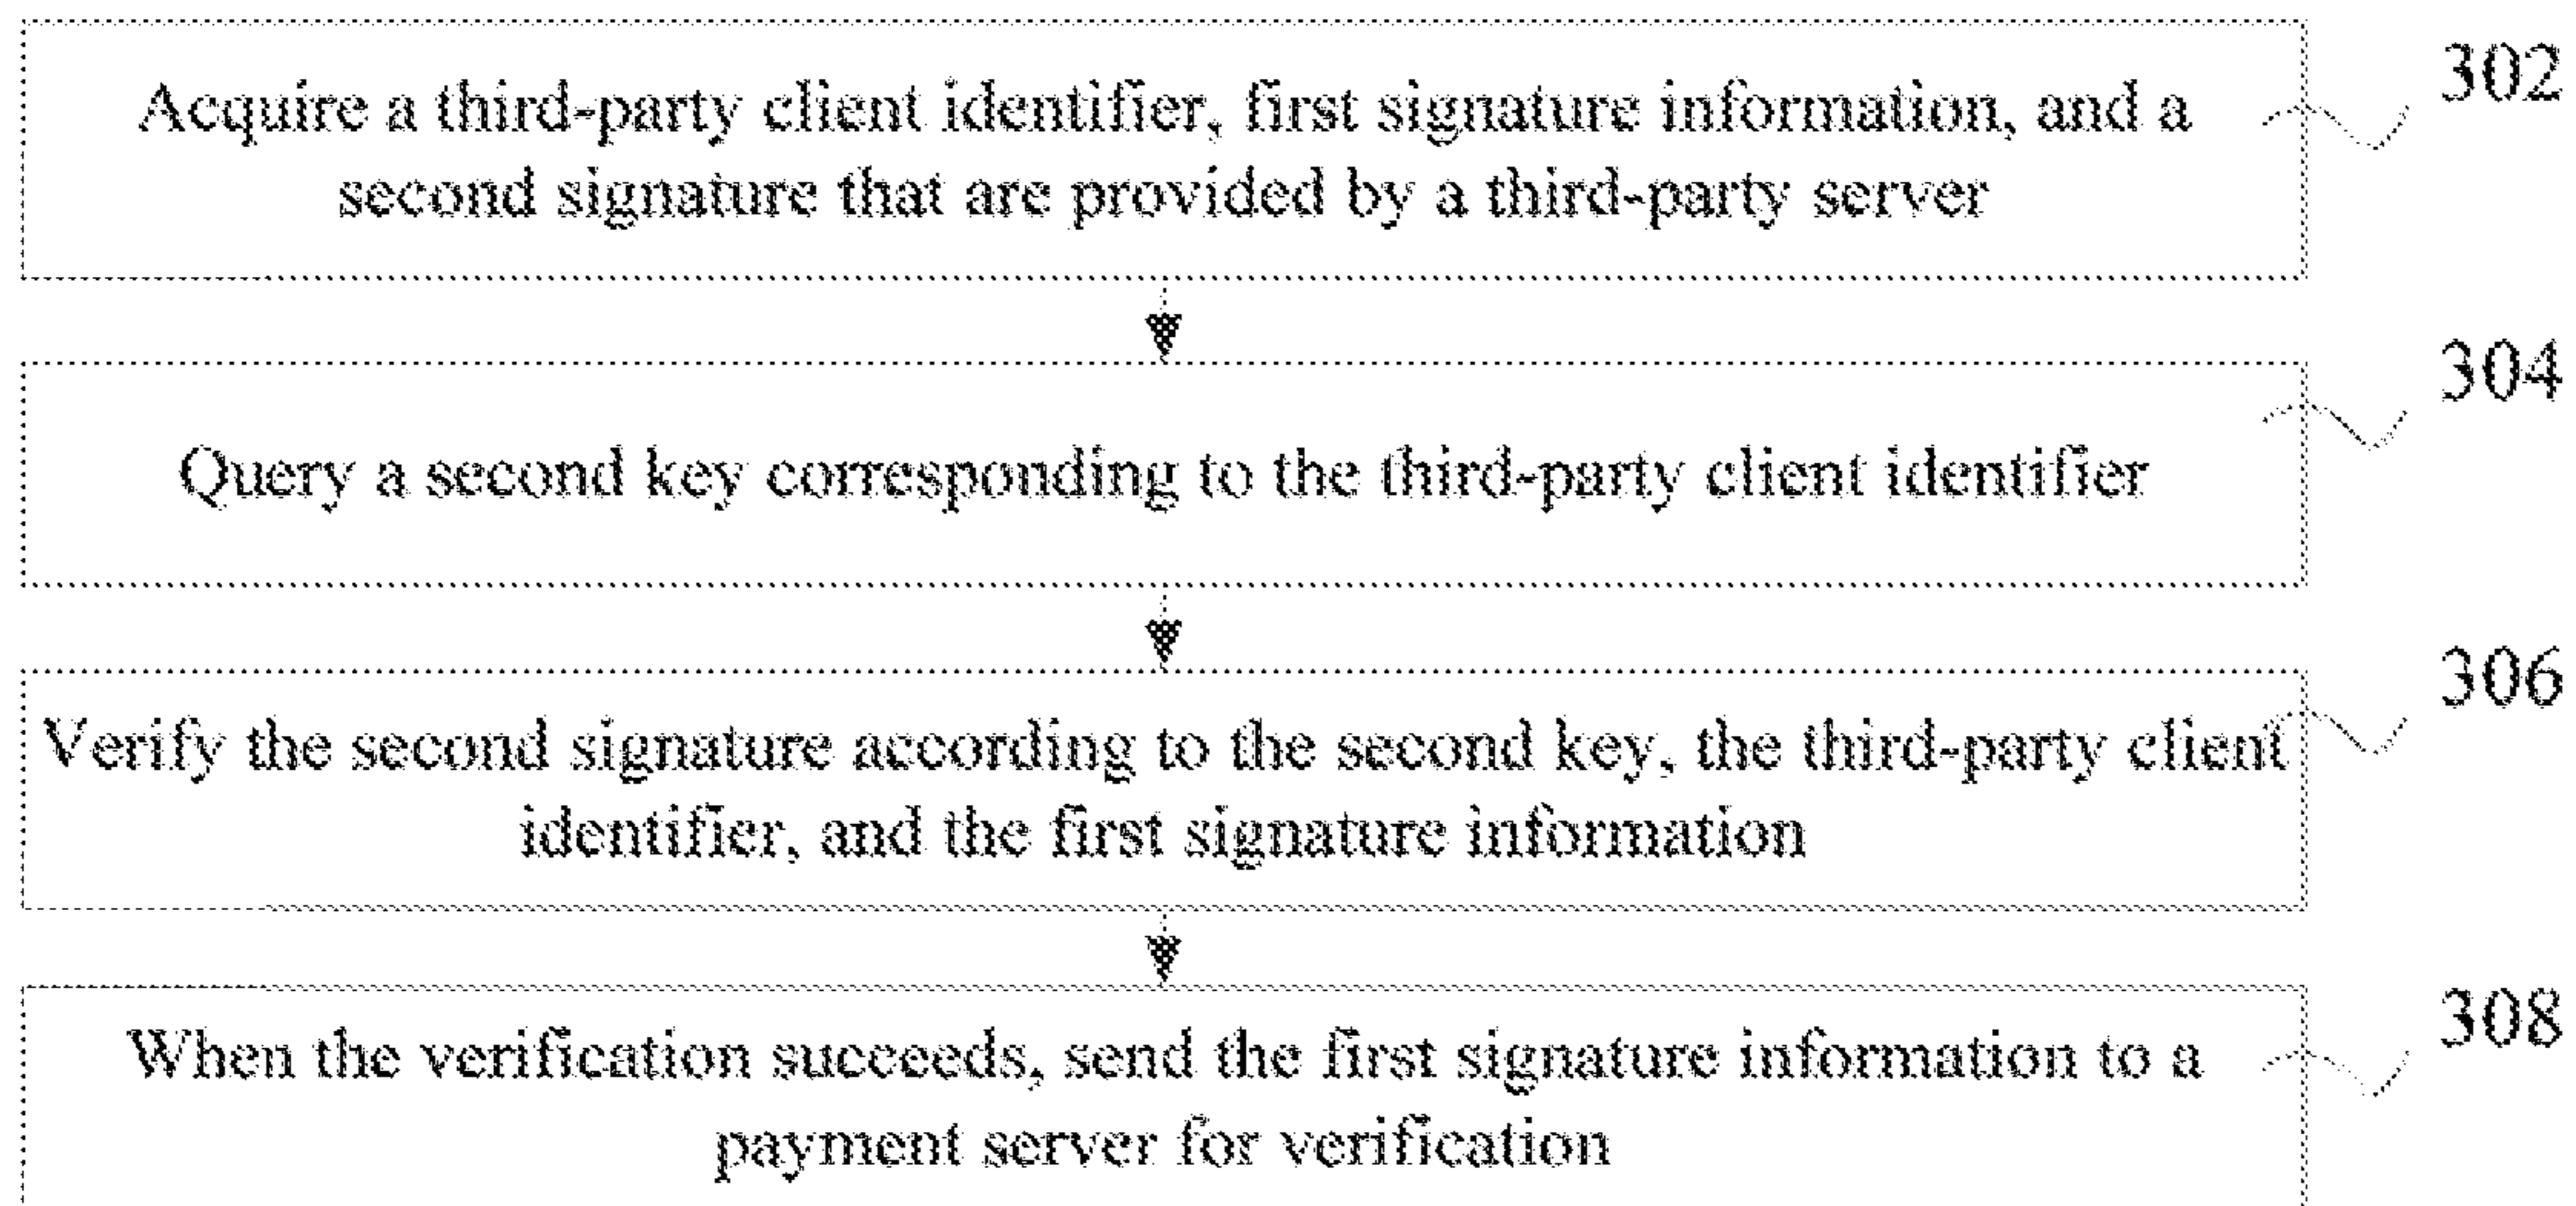 Acquire a third-party client identifier, first signature information, and a
second signature that are provided by a third-party server
302
Query a second key corresponding to the third-party client identifier
304
Verify the second signature according to the second key, the third-party client
identifier, and the first signature information
306
When the verification succeeds, send the first signature information to a
payment server for verification
308